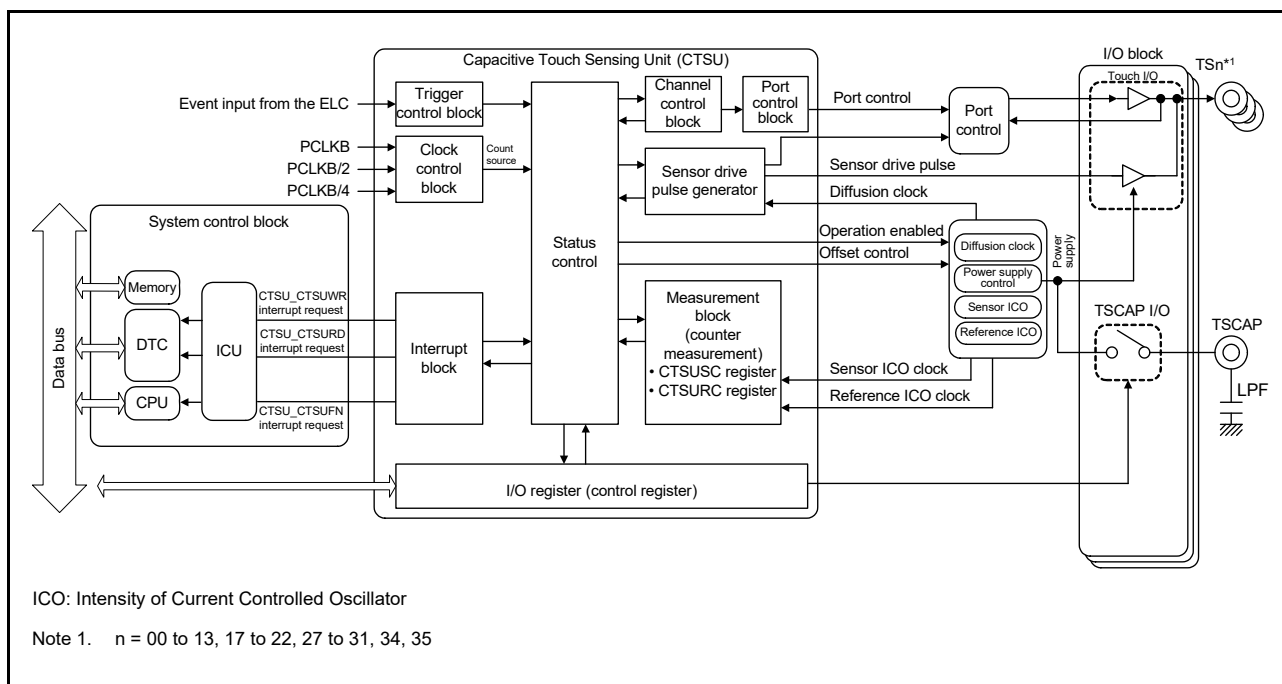 Capacitive Touch Sensing Unit (CTSU)
I/O block
TSn*1
Touch I/O
Event input from the ELC
Trigger
control block
Channel
control
block
Port
control
block
Port control
Port
control
PCLKB
PCLKB/2
PCLKB/4
Clock
control
block
Count
source
Sensor drive
pulse generator
Sensor drive pulse
Diffusion clock
System control block
Status
control
Operation enabled
Offset control
Diffusion clock
Power supply
control
Sensor ICO
Reference ICO
Power
supply
Data bus
Memory
DTC
CPU
ICU
CTSU_CTSUWR
interrupt request
CTSU_CTSURD
interrupt request
CTSU_CTSUFN
interrupt request
Interrupt
block
Measurement
block
(counter
measurement)
• CTSUSC register
• CTSURC register
Sensor ICO clock
Reference ICO clock
TSCAP I/O
TSCAP
LPF
I/O register (control register)
ICO: Intensity of Current Controlled Oscillator
Note 1. n = 00 to 13, 17 to 22, 27 to 31, 34, 35